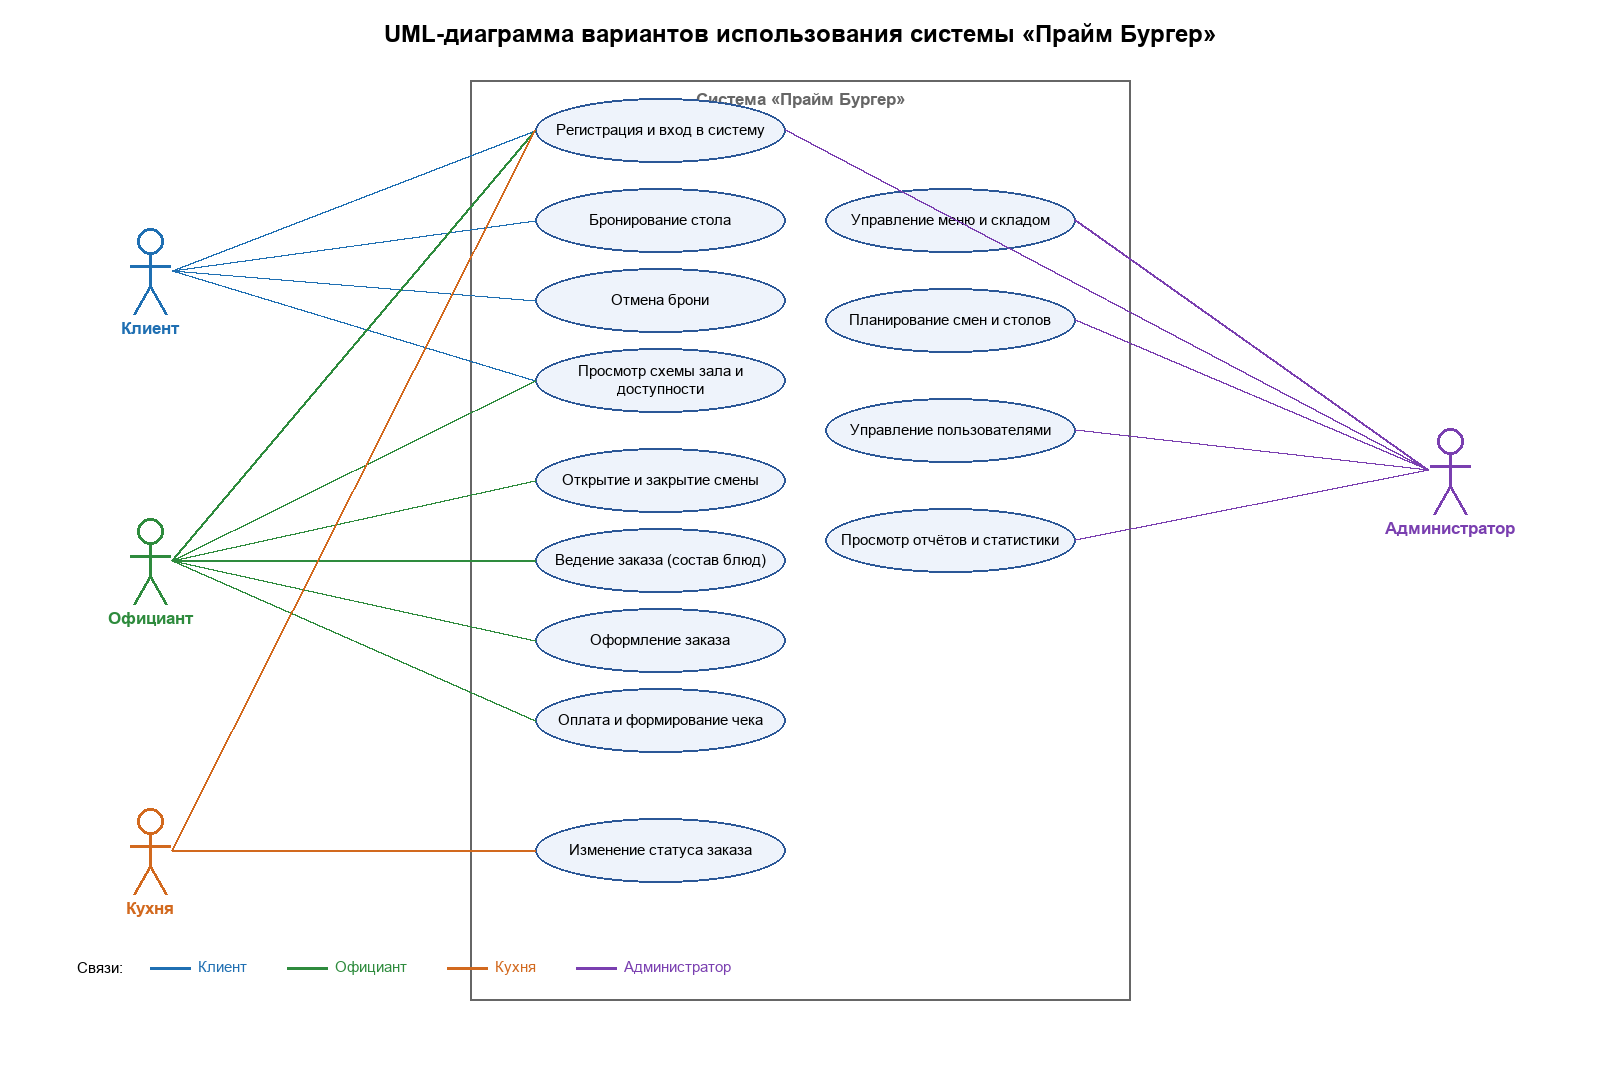 UML-диаграмма вариантов использования системы «Прайм Бургер»
Система «Прайм Бургер»
Регистрация и вход в систему
Бронирование стола
Управление меню и складом
Отмена брони
Планирование смен и столов
Клиент
Просмотр схемы зала и
доступности
Управление пользователями
Открытие и закрытие смены
Администратор
Просмотр отчётов и статистики
Ведение заказа (состав блюд)
Официант
Оформление заказа
Оплата и формирование чека
Изменение статуса заказа
Кухня
Связи: Клиент Официант Кухня Администратор